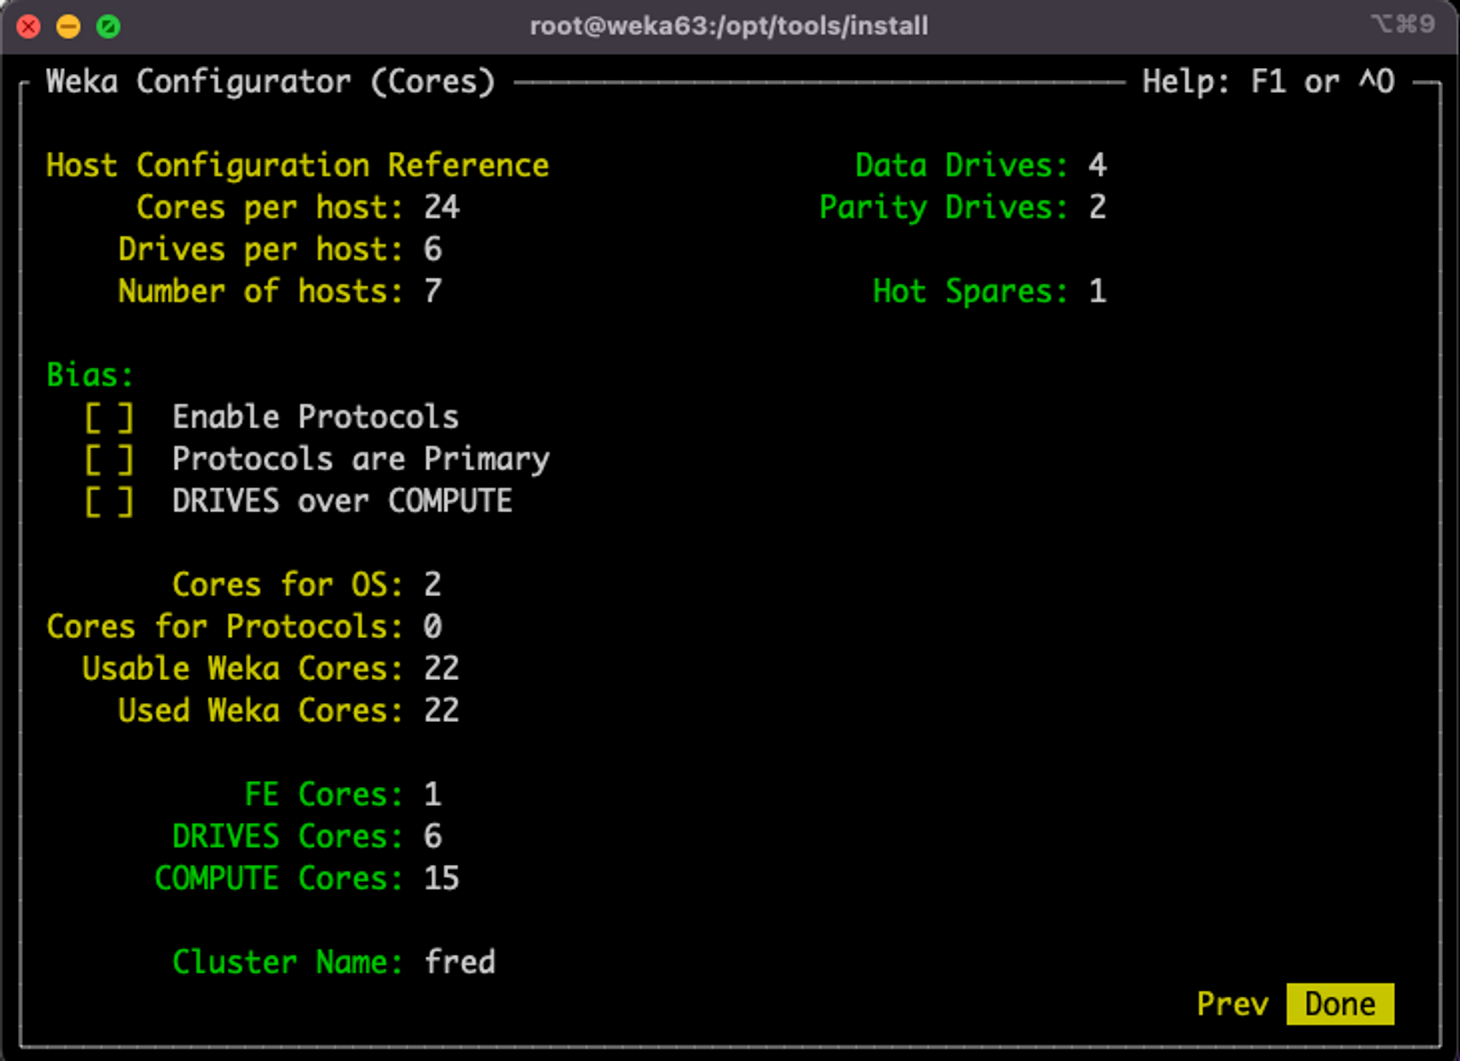 root@weka63:/opt/tools/install ⌥⌘9
Weka Configurator (Cores) Help: F1 or ^O
Host Configuration Reference Data Drives: 4
Cores per host: 24 Parity Drives: 2
Drives per host: 6
Number of hosts: 7 Hot Spares: 1
Bias:
[ ] Enable Protocols
[ ] Protocols are Primary
[ ] DRIVES over COMPUTE
Cores for OS: 2
Cores for Protocols: 0
Usable Weka Cores: 22
Used Weka Cores: 22
FE Cores: 1
DRIVES Cores: 6
COMPUTE Cores: 15
Cluster Name: fred
Prev Done